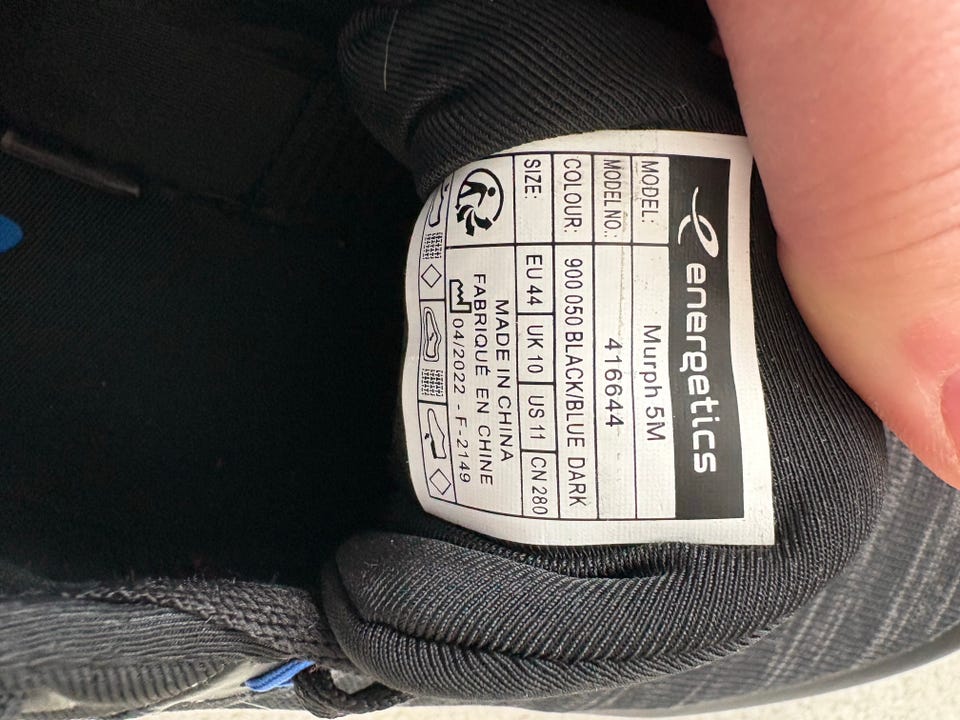 energetics
MODEL: Murph 5M
MODEL NO.: 416644
COLOUR: 900 050 BLACK/BLUE DARK
SIZE: EU 44 UK 10 US 11 CN 280
MADE IN CHINA
FABRIQUÉ EN CHINE
04/2022 - F-2149